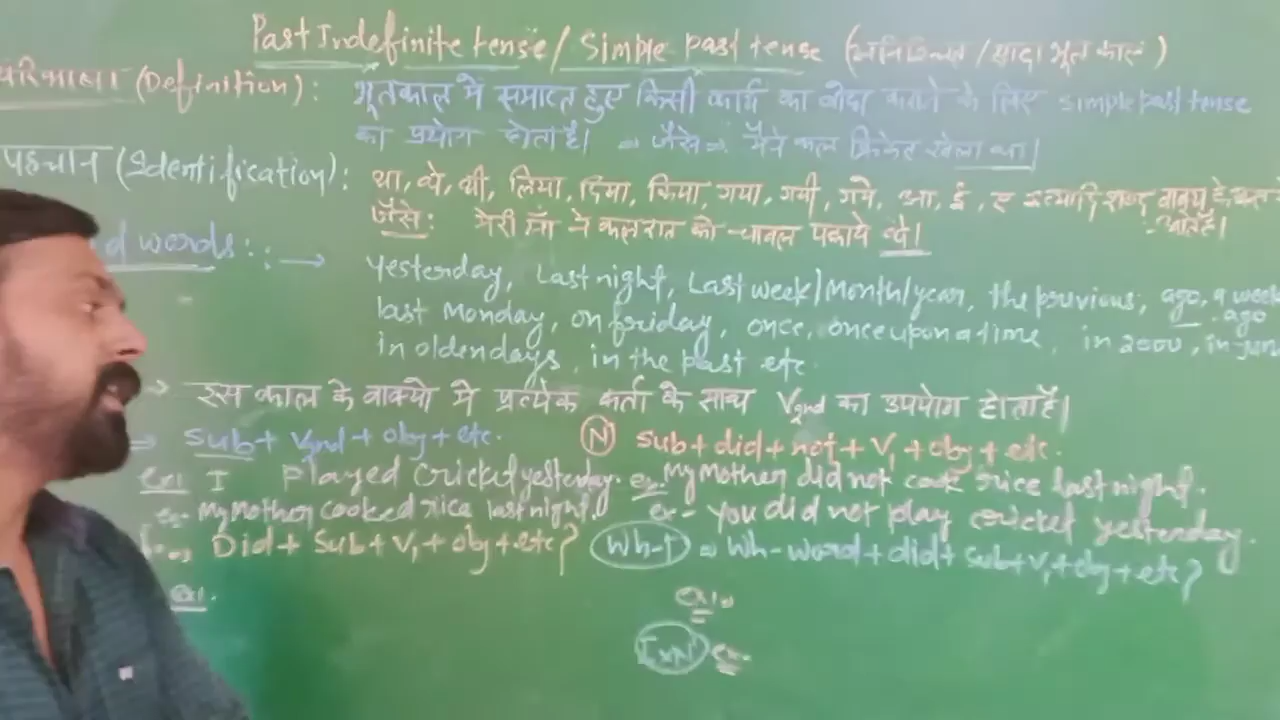 Past Indefinite tense / Simple past tense (अनिश्चित / सादा भूत काल)
परिभाषा (Definition): भूतकाल में समाप्त हुए किसी कार्य का बोध कराने के लिए simple past tense
का प्रयोग होता है। ⇒ जैसे ⇒ मैंने कल क्रिकेट खेला था।
पहचान (Identification): था, थे, थी, लिया, दिया, किया, गया, गयी, गये, आ, ई, ए इत्यादि शब्द वाक्य के अन्त
आते हैं।
जैसे: मेरी माँ ने कल रात को चावल पकाये थे।
d words :: → yesterday, last night, Last week/Month/year, the previous, ago, a week ago
last Monday, on friday, once, once upon a time, in 2000, in jun
in olden days, in the past etc.
→ इस काल के वाक्यो मे प्रत्येक कर्ता के साथ V2nd का उपयोग होता हैं।
→ sub + V2nd + obj + etc. (N) sub + did + not + V1 + obj + etc.
ex: I Played Cricket yesterday. ex:- My mother did not cook rice last night.
ex- My mother cooked rice last night. ex- You did not play cricket yesterday.
Did + Sub + V1 + obj + etc? Wh-I ⇒ Wh-word + did + sub + V1 + obj + etc?
ex:
ex:-
IxN ex-